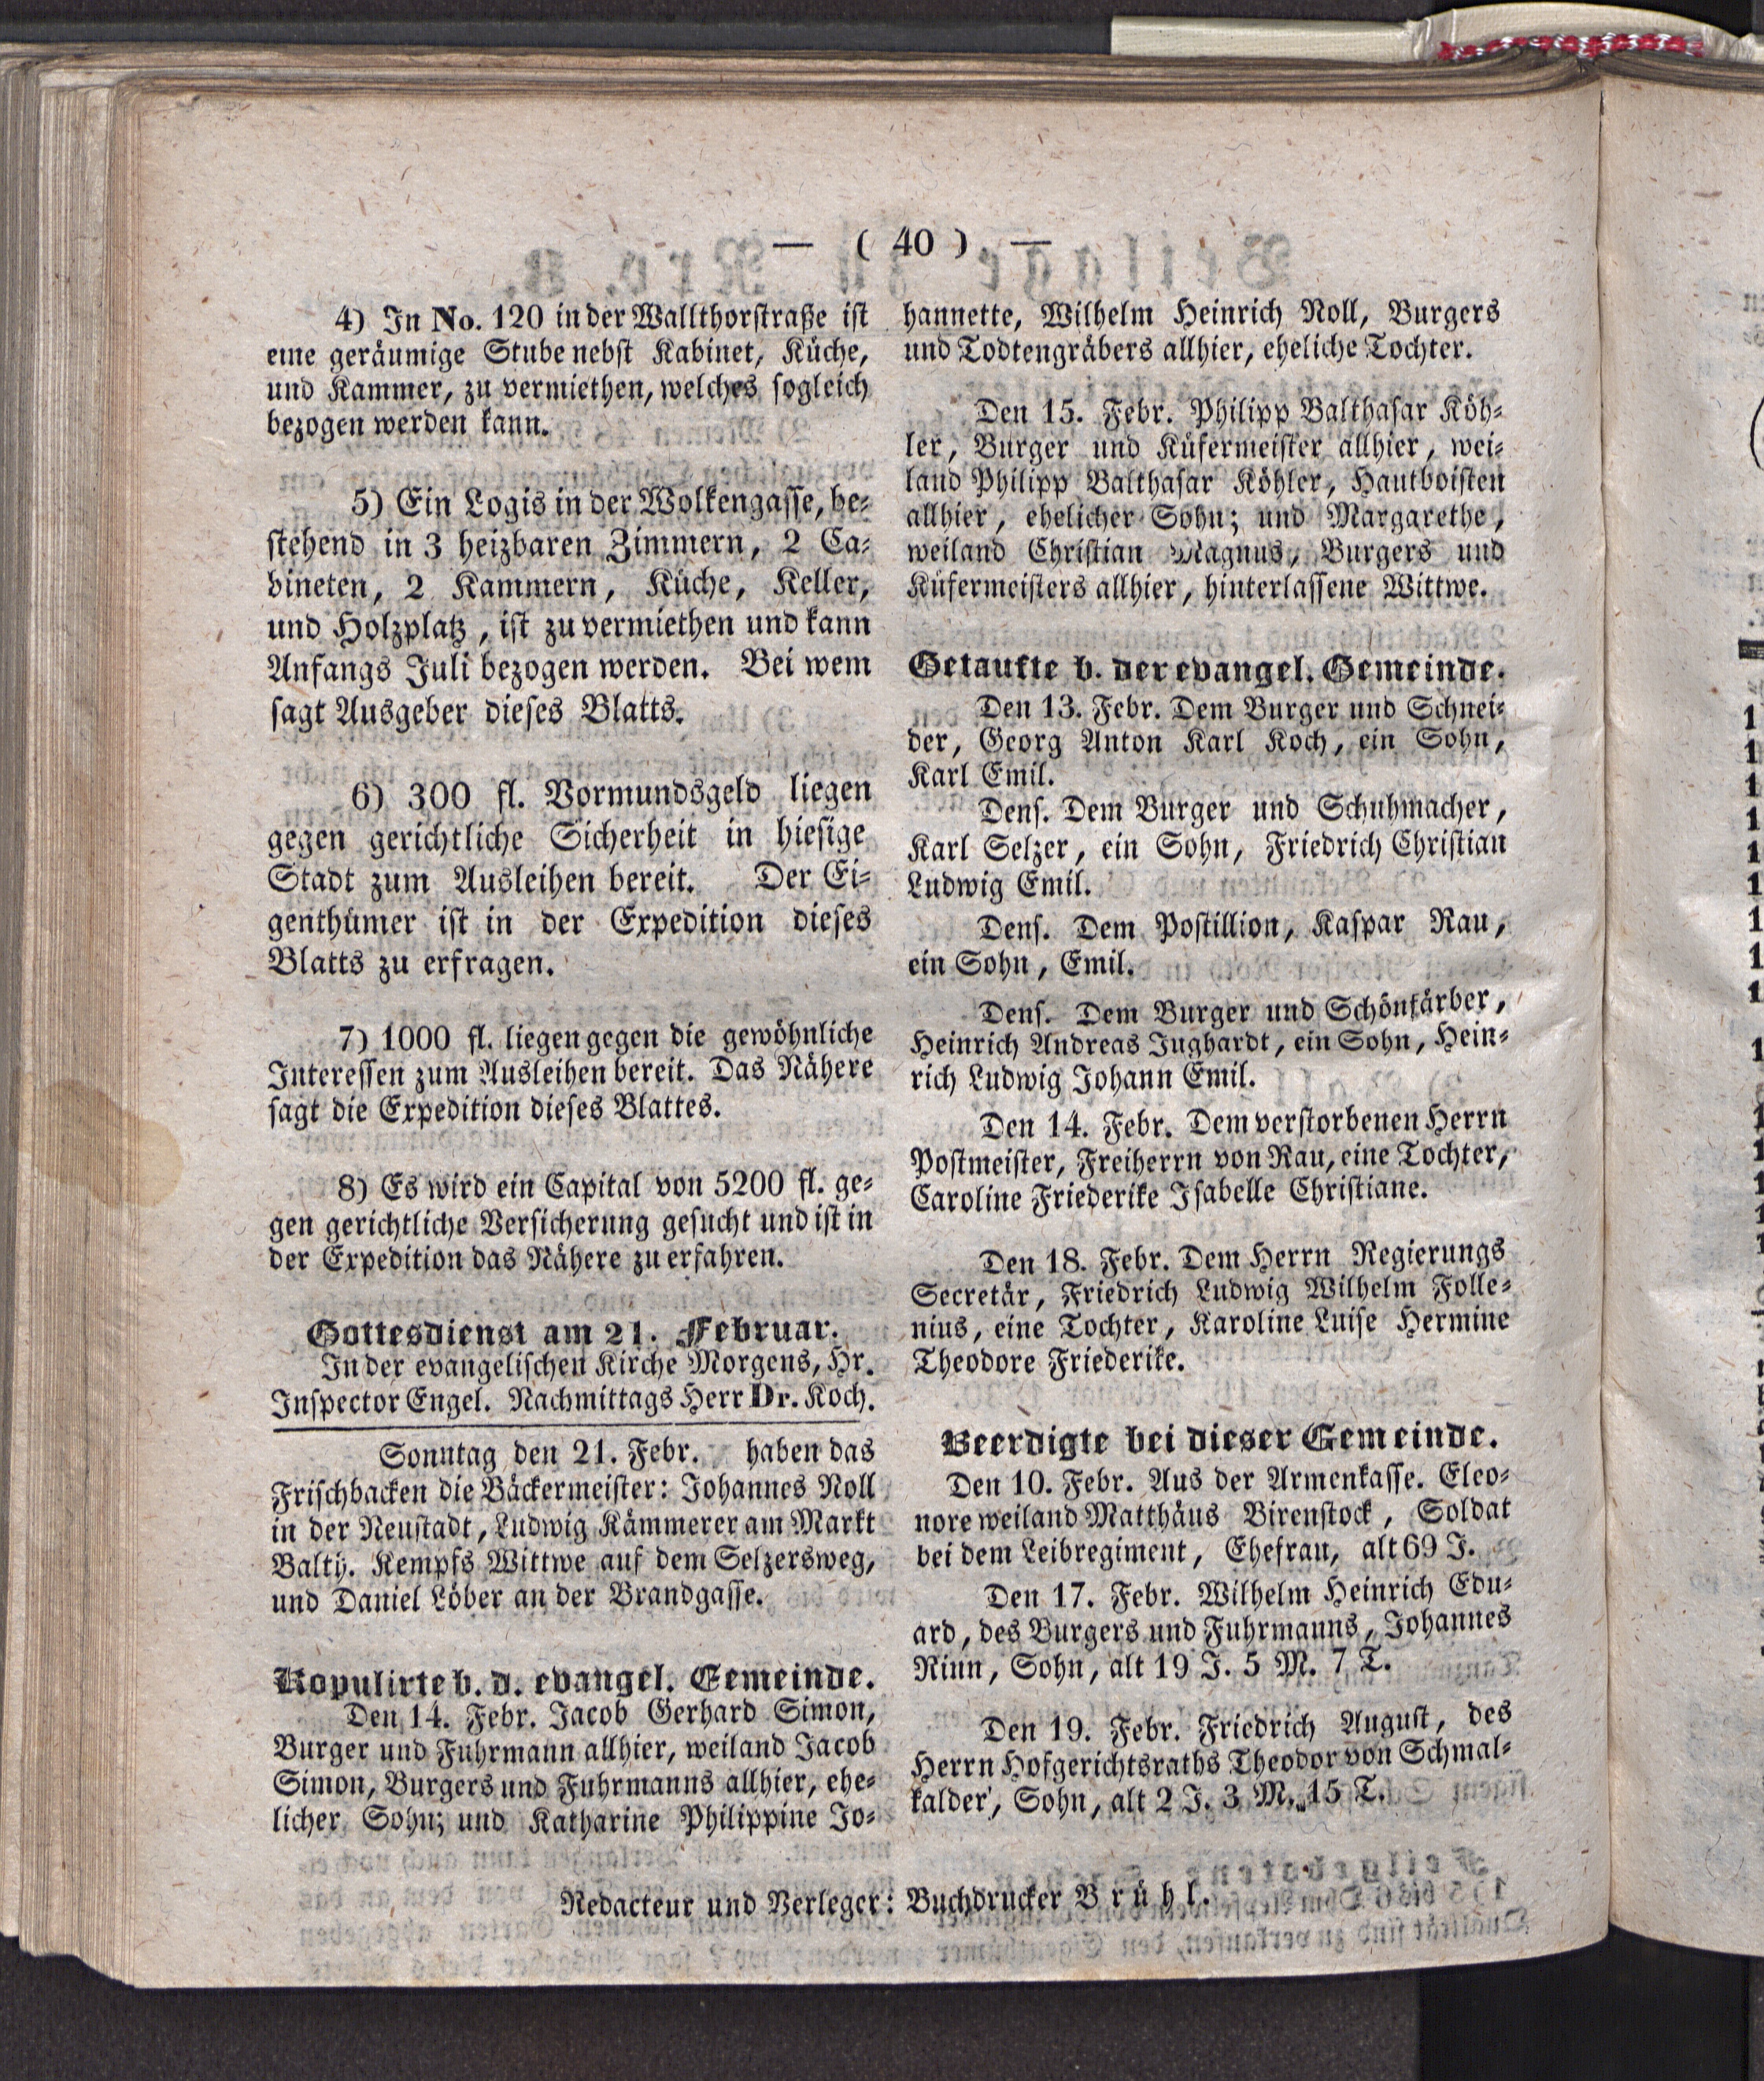 — ( 40 ) —
4) In No. 120 in der Wallthorstraße ist
eine geräumige Stube nebst Kabinet, Küche,
und Kammer, zu vermiethen, welches sogleich
bezogen werden kann.
5) Ein Logis in der Wolkengasse, be-
stehend in 3 heizbaren Zimmern, 2 Ca-
bineten, 2 Kammern, Küche, Keller,
und Holzplatz, ist zu vermiethen und kann
Anfangs Juli bezogen werden. Bei wem
sagt Ausgeber dieses Blatts.
6) 300 fl. Vormundsgeld liegen
gegen gerichtliche Sicherheit in hiesige
Stadt zum Ausleihen bereit. Der Ei-
genthümer ist in der Expedition dieses
Blatts zu erfragen.
7) 1000 fl. liegen gegen die gewöhnliche
Interessen zum Ausleihen bereit. Das Nähere
sagt die Expedition dieses Blattes.
8) Es wird ein Capital von 5200 fl. ge-
gen gerichtliche Versicherung gesucht und ist in
der Expedition das Nähere zu erfahren.
Gottesdienst am 21. Februar.
In der evangelischen Kirche Morgens, Hr.
Inspector Engel. Nachmittags Herr Dr. Koch.
Sonntag den 21. Febr. haben das
Frischbacken die Bäckermeister: Johannes Noll
in der Neustadt, Ludwig Kämmerer am Markt
Balth. Kempfs Wittwe auf dem Selzersweg,
und Daniel Löber an der Brandgasse.
Kopulirte b. d. evangel. Gemeinde.
Den 14. Febr. Jacob Gerhard Simon,
Burger und Fuhrmann allhier, weiland Jacob
Simon, Burgers und Fuhrmanns allhier, ehe-
licher Sohn; und Katharine Philippine Jo-
hannette, Wilhelm Heinrich Noll, Burgers
und Todtengräbers allhier, eheliche Tochter.
Den 15. Febr. Philipp Balthasar Köh-
ler, Burger und Küfermeister allhier, wei-
land Philipp Balthasar Köhler, Hautboisten
allhier, ehelicher Sohn; und Margarethe,
weiland Christian Magnus, Burgers und
Küfermeisters allhier, hinterlassene Wittwe.
Getaufte b. der evangel. Gemeinde.
Den 13. Febr. Dem Burger und Schnei-
der, Georg Anton Karl Koch, ein Sohn,
Karl Emil.
Dens. Dem Burger und Schuhmacher,
Karl Selzer, ein Sohn, Friedrich Christian
Ludwig Emil.
Dens. Dem Postillion, Kaspar Rau,
ein Sohn, Emil.
Dens. Dem Burger und Schönfärber,
Heinrich Andreas Jughardt, ein Sohn, Hein-
rich Ludwig Johann Emil.
Den 14. Febr. Dem verstorbenen Herrn
Postmeister, Freiherrn von Rau, eine Tochter,
Caroline Friederike Isabelle Christiane.
Den 18. Febr. Dem Herrn Regierungs
Secretär, Friedrich Ludwig Wilhelm Folle-
nius, eine Tochter, Karoline Luise Hermine
Theodore Friederike.
Beerdigte bei dieser Gemeinde.
Den 10. Febr. Aus der Armenkasse. Eleo-
nore weiland Matthäus Birenstock, Soldat
bei dem Leibregiment, Ehefrau, alt 69 J.
Den 17. Febr. Wilhelm Heinrich Edu-
ard, des Burgers und Fuhrmanns, Johannes
Rinn, Sohn, alt 19 J. 5 M. 7 T.
Den 19. Febr. Friedrich August, des
Herrn Hofgerichtsraths Theodor von Schmal-
kalder, Sohn, alt 2 J. 3 M. 15 T.
Redacteur und Verleger: Buchdrucker Brühl.